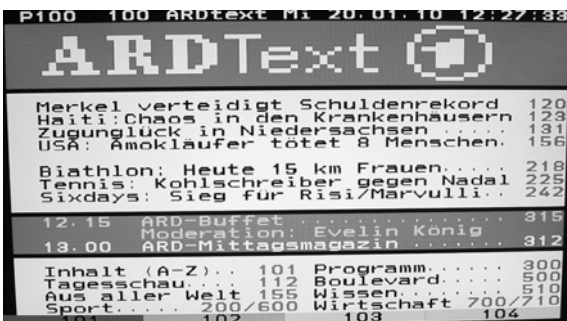 P100 100 ARDtext Mi 20.01.10 12:27:33
ARDText 1
Merkel verteidigt Schuldenrekord 120
Haiti:Chaos in den Krankenhäusern 123
Zugunglück in Niedersachsen ..... 131
USA: Amokläufer tötet 8 Menschen. 156
Biathlon: Heute 15 km Frauen..... 218
Tennis: Kohlschreiber gegen Nadal 225
Sixdays: Sieg für Risi/Marvulli.. 242
12.15 ARD-Buffet ................ 315
Moderation: Evelin König
13.00 ARD-Mittagsmagazin ........ 312
Inhalt (A-Z).. 101 Programm...... 300
Tagesschau.... 112 Boulevard..... 500
Aus aller Welt 155 Wissen........ 510
Sport..... 200/600 Wirtschaft 700/710
101 102 103 104